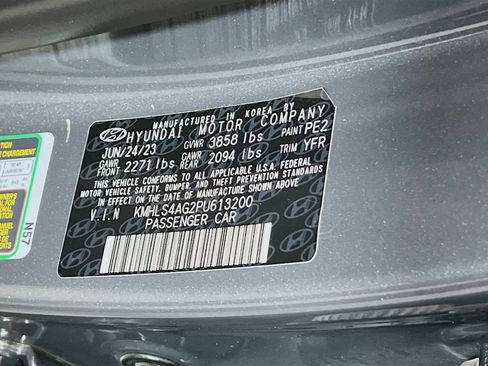 MANUFACTURED IN KOREA BY
HYUNDAI MOTOR COMPANY
JUN/24/23 GVWR 3858 lbs PAINT PE2
GAWR FRONT 2271 lbs GAWR REAR 2094 lbs TRIM YFR
THIS VEHICLE CONFORMS TO ALL APPLICABLE U.S.A. FEDERAL
MOTOR VEHICLE SAFETY, BUMPER, AND THEFT PREVENTION STANDARDS
IN EFFECT ON THE DATE OF MANUFACTURE SHOWN ABOVE.
V.I.N KMHLS4AG2PU613200
PASSENGER CAR
N57